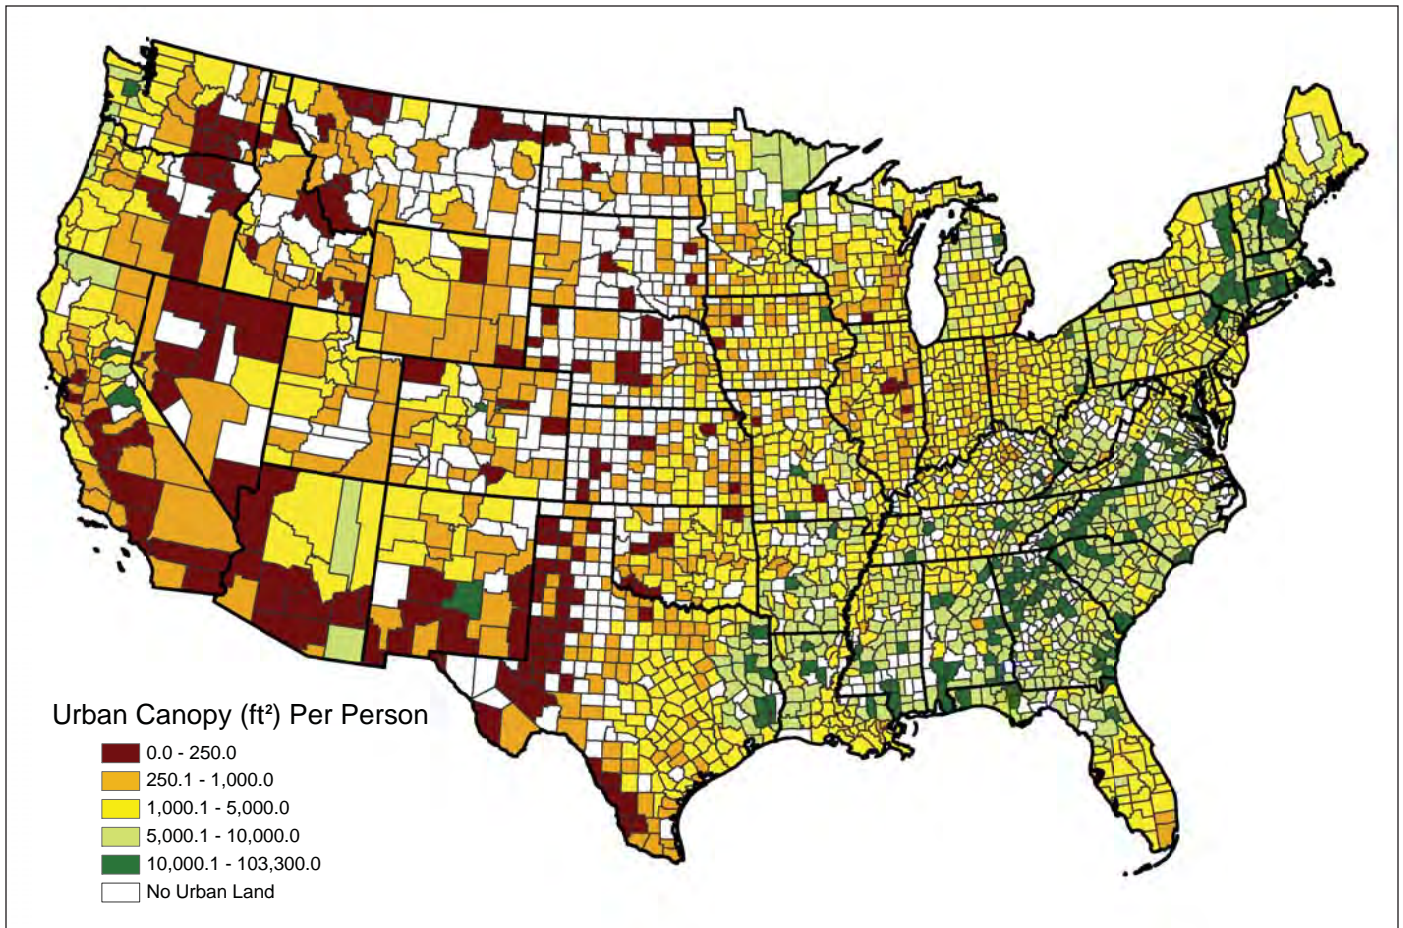 Urban Canopy (ft²) Per Person
0.0 - 250.0
250.1 - 1,000.0
1,000.1 - 5,000.0
5,000.1 - 10,000.0
10,000.1 - 103,300.0
No Urban Land